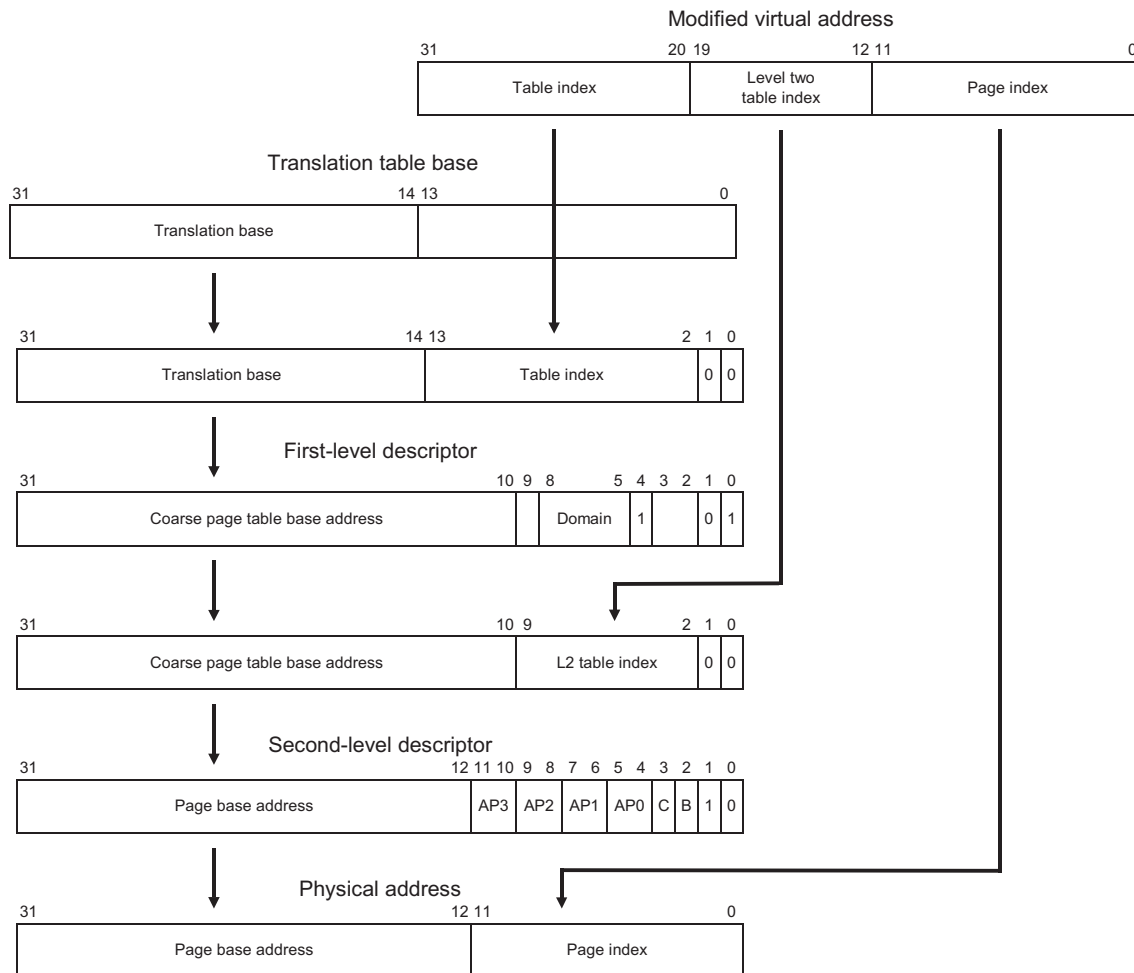 Modified virtual address
31 20 19 12 11 0
Table index
Level two
table index
Page index
Translation table base
31 14 13 0
Translation base
31 14 13 2 1 0
Translation base Table index 0 0
First-level descriptor
31 10 9 8 5 4 3 2 1 0
Coarse page table base address Domain 1 0 1
31 10 9 2 1 0
Coarse page table base address L2 table index 0 0
Second-level descriptor
31 12 11 10 9 8 7 6 5 4 3 2 1 0
Page base address AP3 AP2 AP1 AP0 C B 1 0
Physical address
31 12 11 0
Page base address Page index